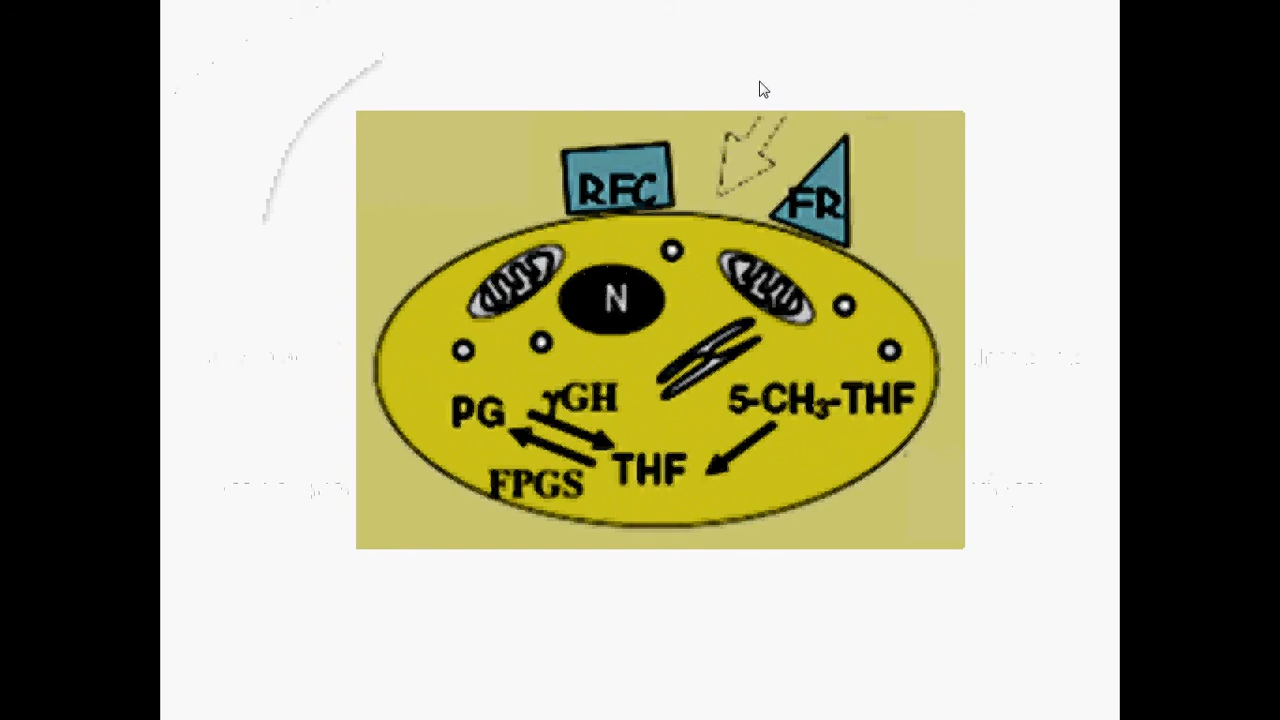 RFC
FR
N
γGH
PG
5-CH₃-THF
THF
FPGS